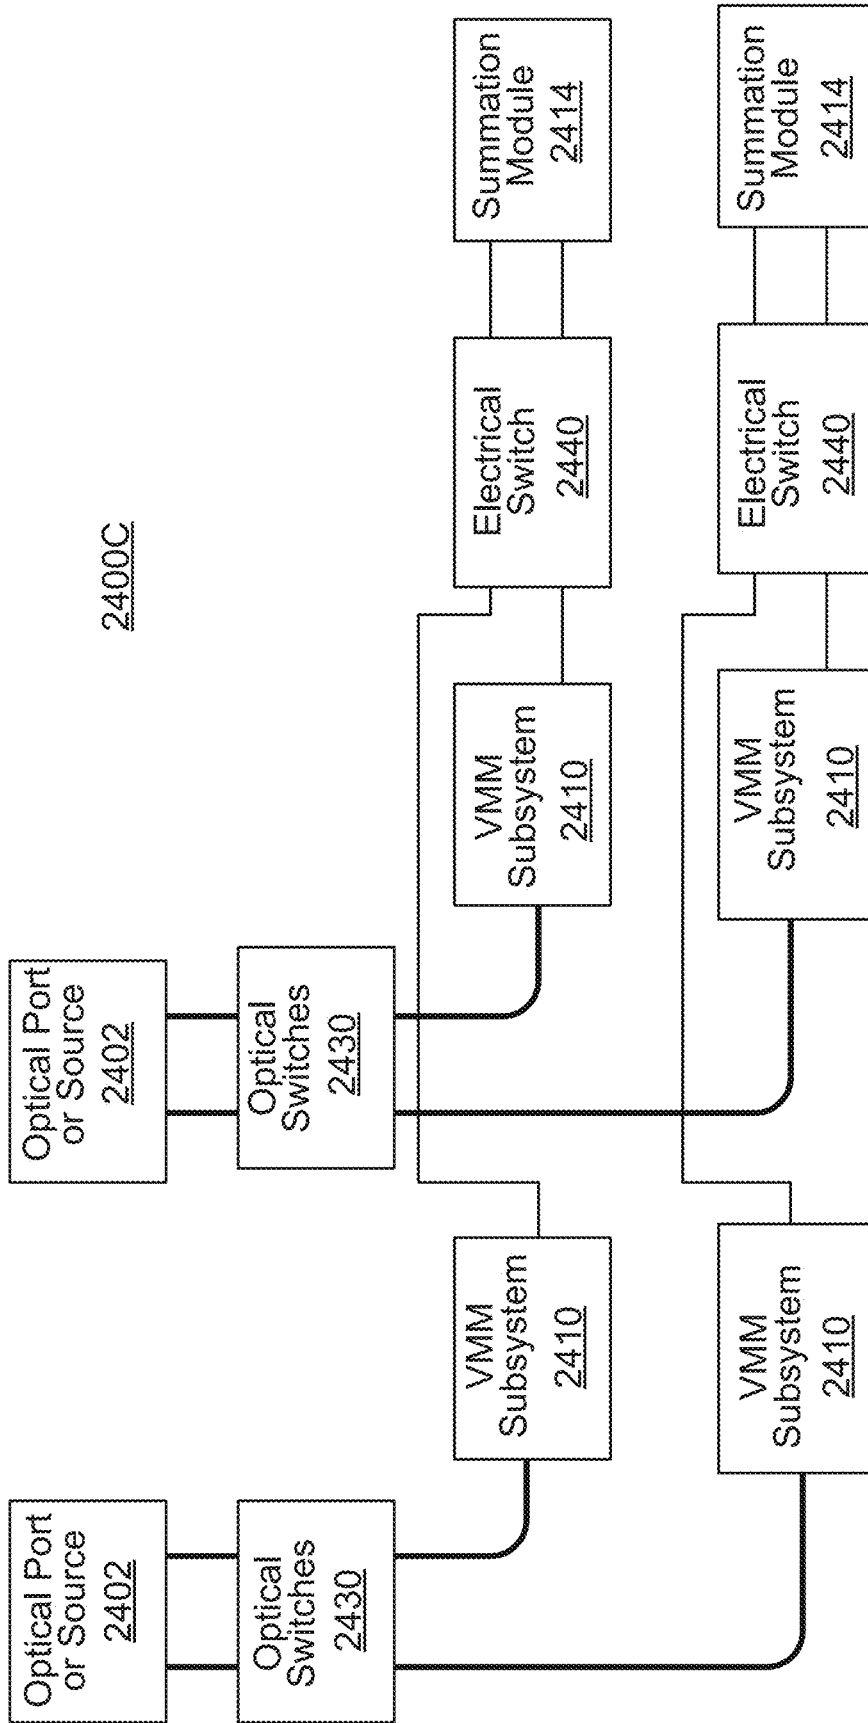 2400C
Optical Port
or Source
2402
Optical Port
or Source
2402
Optical
Switches
2430
Optical
Switches
2430
VMM
Subsystem
2410
VMM
Subsystem
2410
Electrical
Switch
2440
Summation
Module
2414
VMM
Subsystem
2410
VMM
Subsystem
2410
Electrical
Switch
2440
Summation
Module
2414